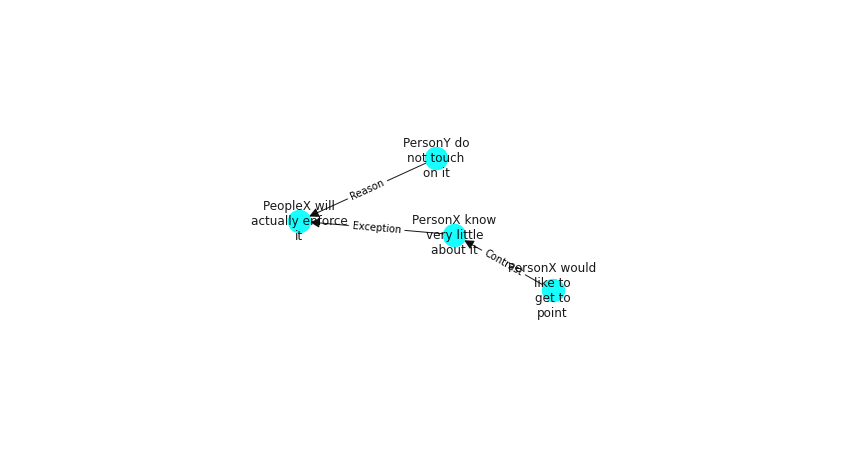 PersonY do
not touch
on it
Reason
PeopleX will
actually enforce
it
Exception
PersonX know
very little
about it
Contrast
PersonX would
like to
get to
point